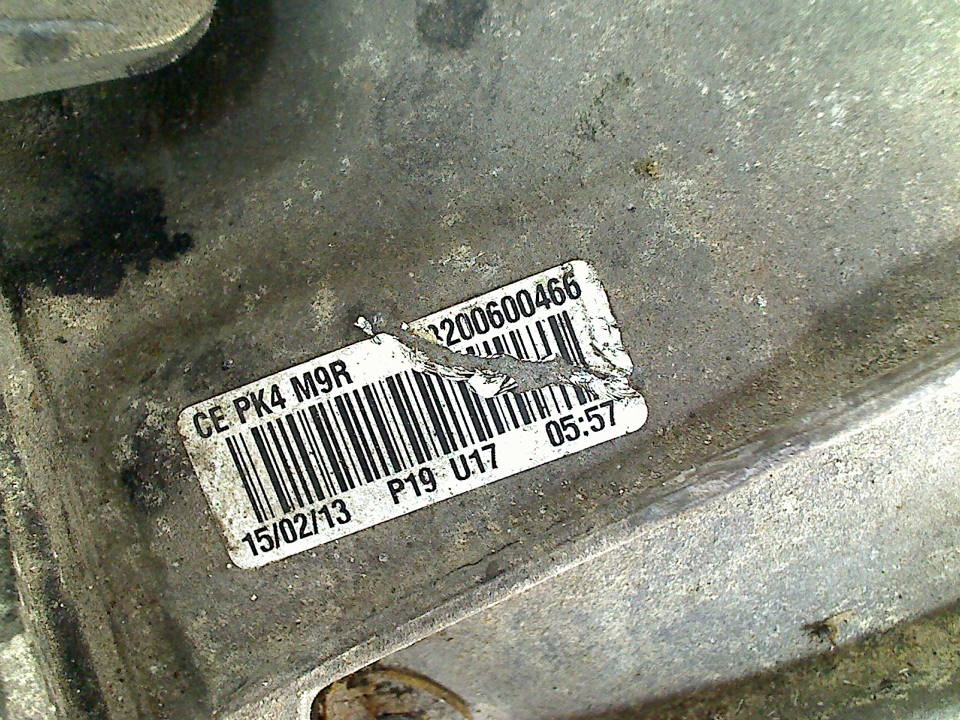 CE PK4 M9R 8200600466
15/02/13 P19 U17 05:57